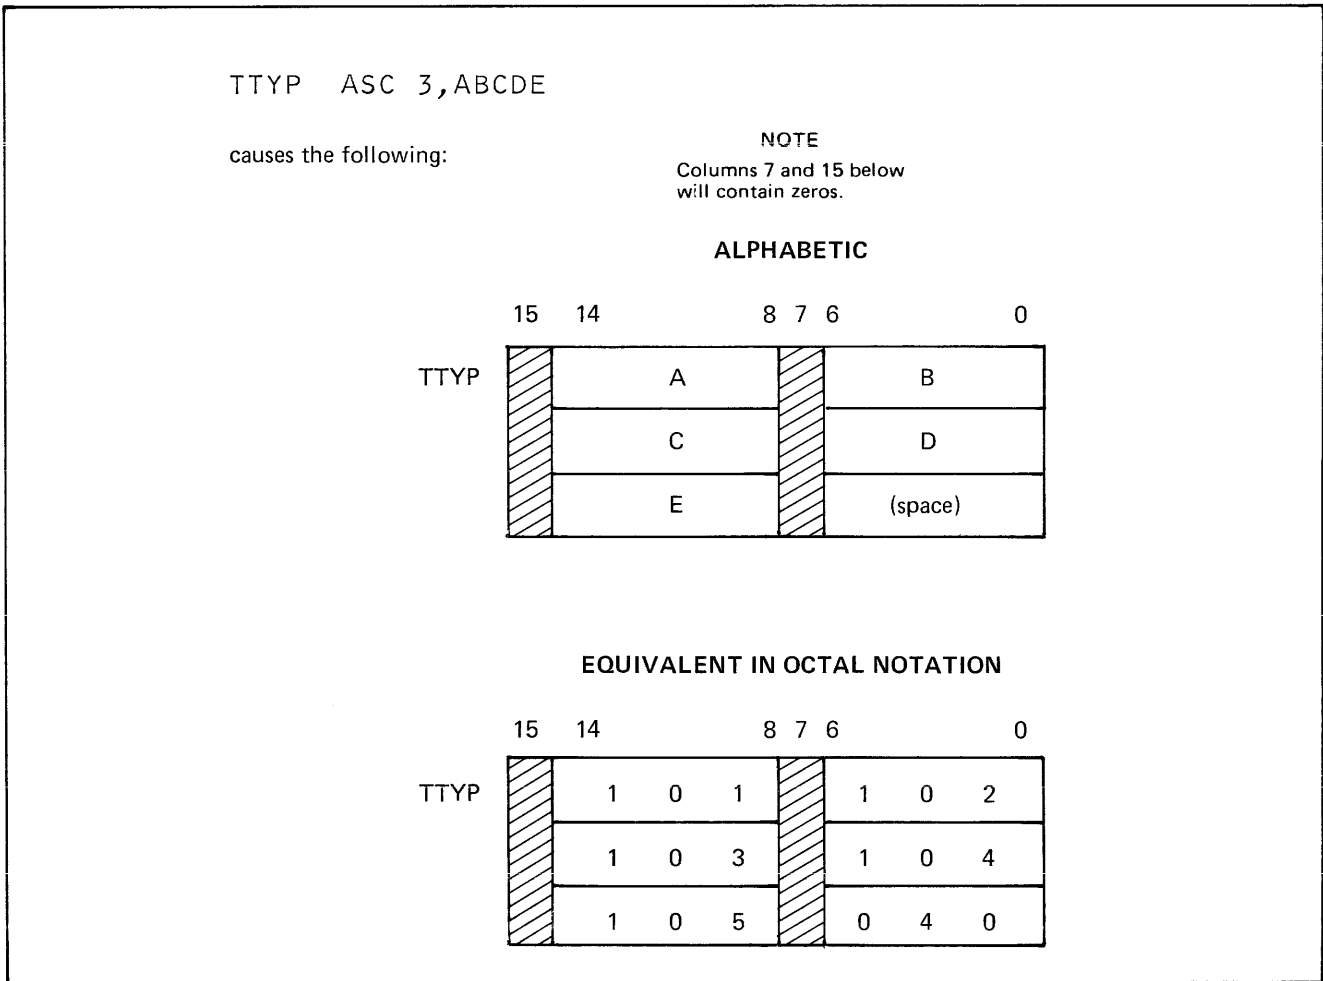 TTYP ASC 3,ABCDE
causes the following:
NOTE
Columns 7 and 15 below
will contain zeros.
ALPHABETIC
15 14 8 7 6 0
TTYP A B
C D
E (space)
EQUIVALENT IN OCTAL NOTATION
15 14 8 7 6 0
TTYP 1 0 1 1 0 2
1 0 3 1 0 4
1 0 5 0 4 0